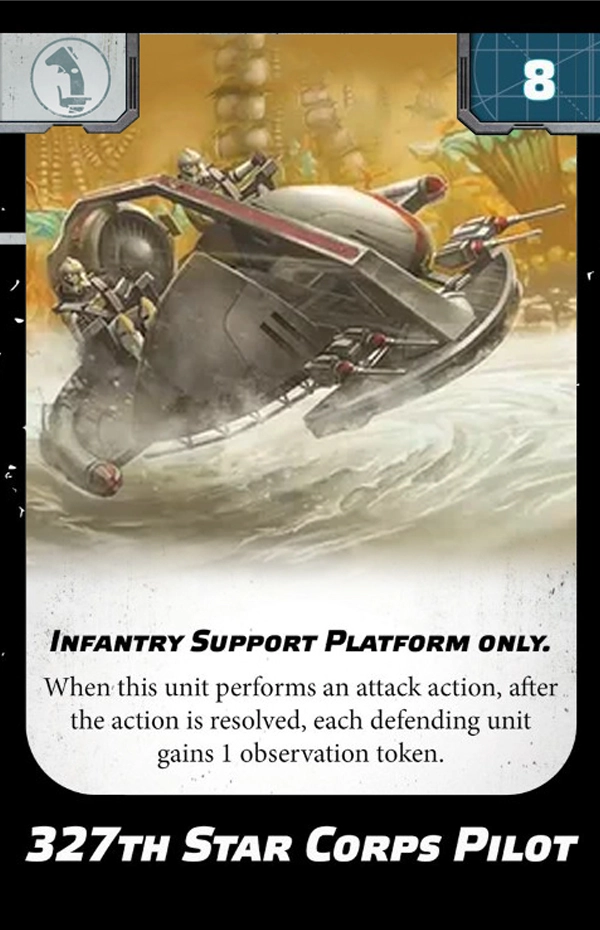 8
Infantry Support Platform only.
When this unit performs an attack action, after
the action is resolved, each defending unit
gains 1 observation token.
327th Star Corps Pilot